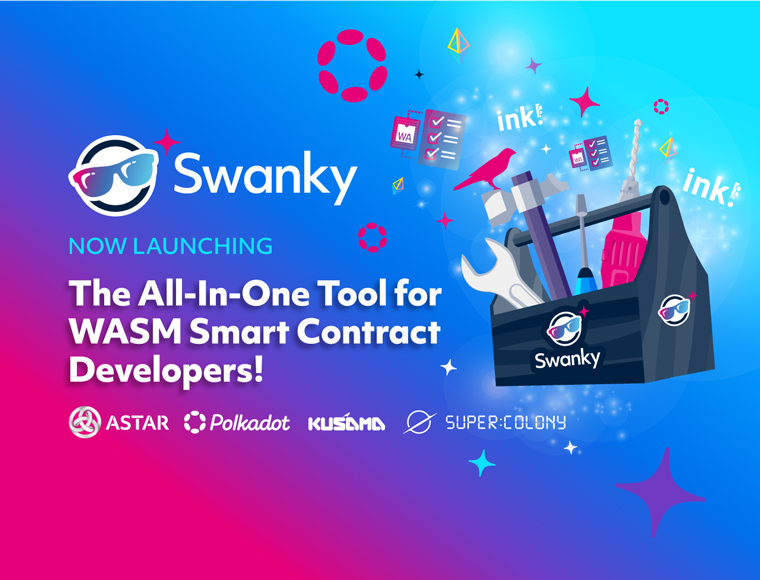 Swanky
NOW LAUNCHING
The All-In-One Tool for
WASM Smart Contract
Developers!
ASTAR Polkadot KUSAMA SUPER:COLONY
ink!
WA
WA
ink!
Swanky